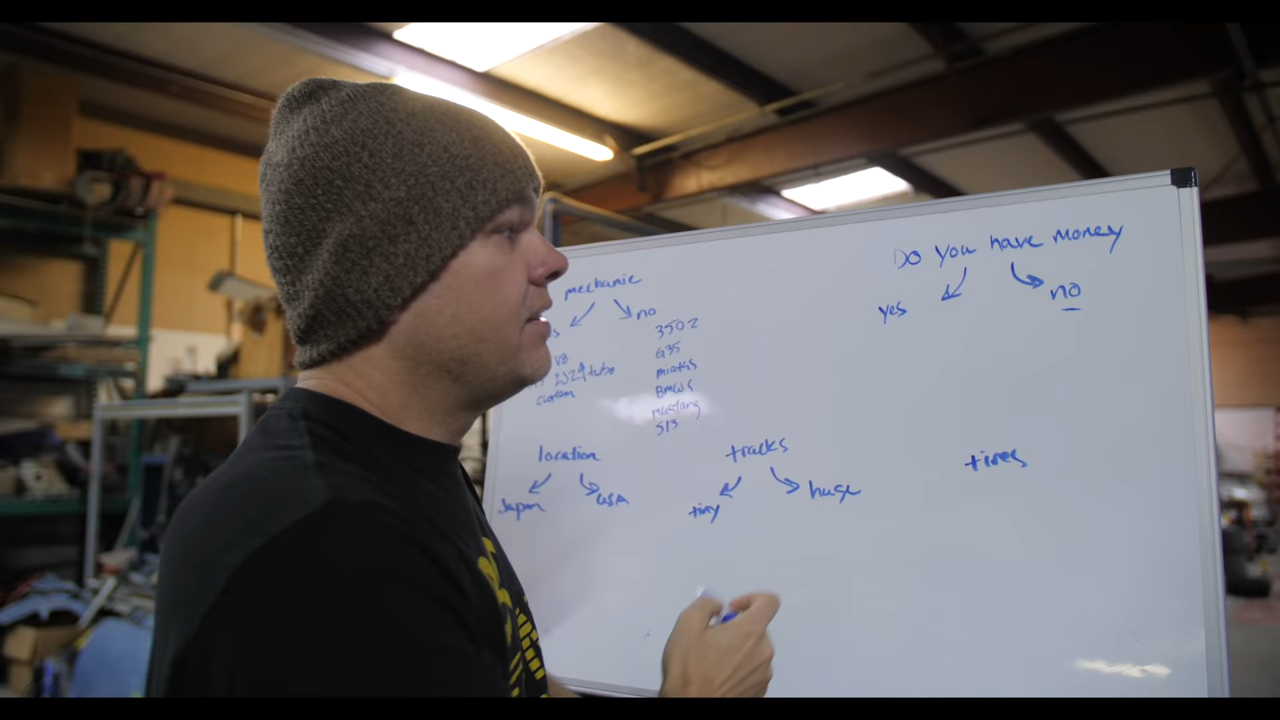 Do you have money
yes
no
mechanic
no
V8
custom
350Z
G35
miatas
BMWS
mustang
S13
location
Japan
USA
tracks
tiny
huge
tires